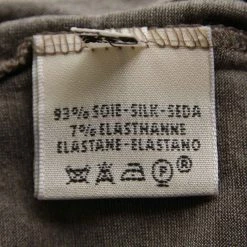 93% SOIE-SILK-SEDA
7% ELASTHANNE
ELASTANE-ELASTANO
P ®